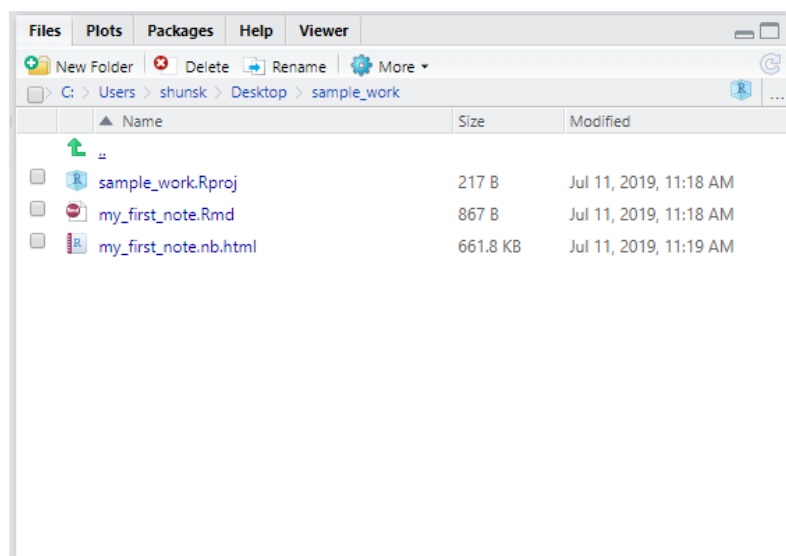 Files Plots Packages Help Viewer
New Folder Delete Rename More
C: > Users > shunsk > Desktop > sample_work R ...
Name Size Modified
..
R sample_work.Rproj 217 B Jul 11, 2019, 11:18 AM
my_first_note.Rmd 867 B Jul 11, 2019, 11:18 AM
R my_first_note.nb.html 661.8 KB Jul 11, 2019, 11:19 AM